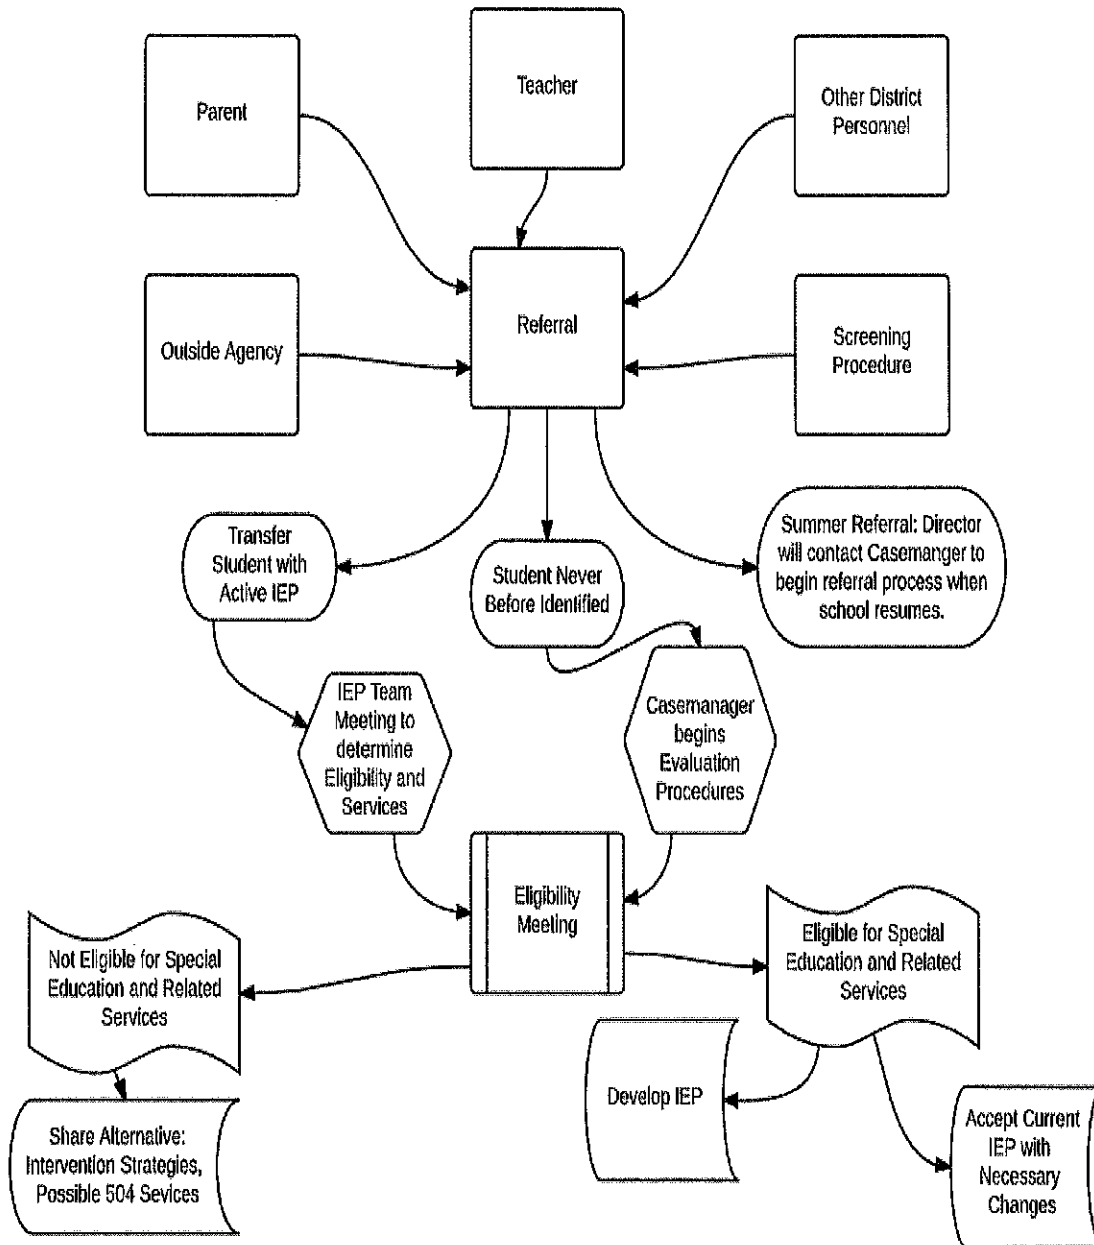 Parent
Teacher
Other District
Personnel
Outside Agency
Referral
Screening
Procedure
Transfer
Student with
Active IEP
Student Never
Before Identified
Summer Referral: Director
will contact Casemanger to
begin referral process when
school resumes.
IEP Team
Meeting to
determine
Eligibility and
Services
Casemanager
begins
Evaluation
Procedures
Eligibility
Meeting
Not Eligible for Special
Education and Related
Services
Eligible for Special
Education and Related
Services
Develop IEP
Share Alternative:
Intervention Strategies,
Possible 504 Sevices
Accept Current
IEP with
Necessary
Changes